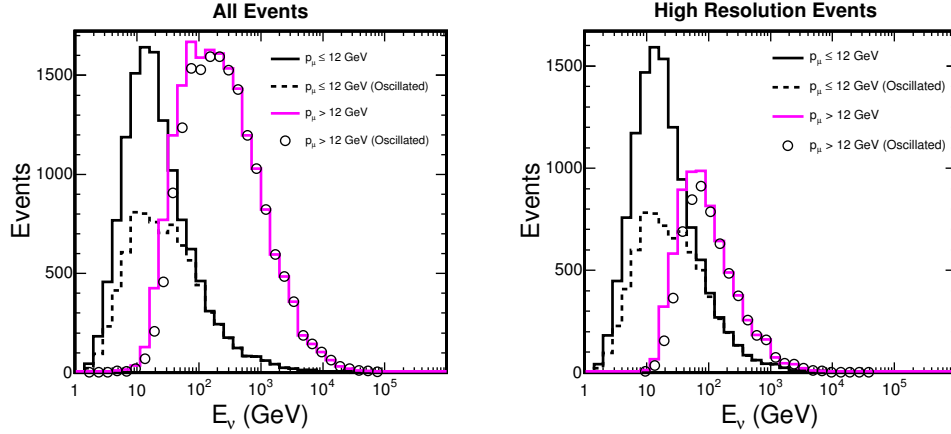 All Events
Events
1500
1000
500
0
p_μ ≤ 12 GeV
p_μ ≤ 12 GeV (Oscillated)
p_μ > 12 GeV
p_μ > 12 GeV (Oscillated)
1 10 10² 10³ 10⁴ 10⁵
E_ν (GeV)
High Resolution Events
Events
1500
1000
500
0
p_μ ≤ 12 GeV
p_μ ≤ 12 GeV (Oscillated)
p_μ > 12 GeV
p_μ > 12 GeV (Oscillated)
1 10 10² 10³ 10⁴ 10⁵
E_ν (GeV)